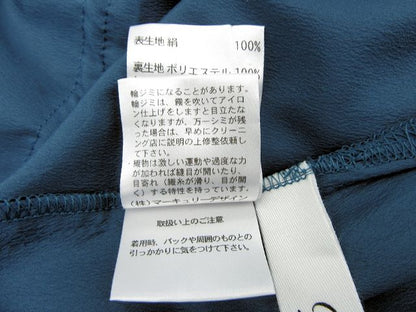 表生地 絹 100%
裏生地 ポリエステル 100%
輪ジミになることがあります。
輪ジミは、霧を吹いてアイロ
ン仕上げをしますと目立たな
くなりますが、万一シミが残
った場合は、早めにクリーニン
グ店に説明の上修整依頼して
織物は激しい運動や過度な力
が加われば縫目が開いたり、
目寄れ（織糸が滑り、目が開
く）する特性を持っています。
(株)マーキュリーデザイン
取扱い上のご注意
着用時、バックや周囲のものとの
引っかかりに気をつけて下さい。